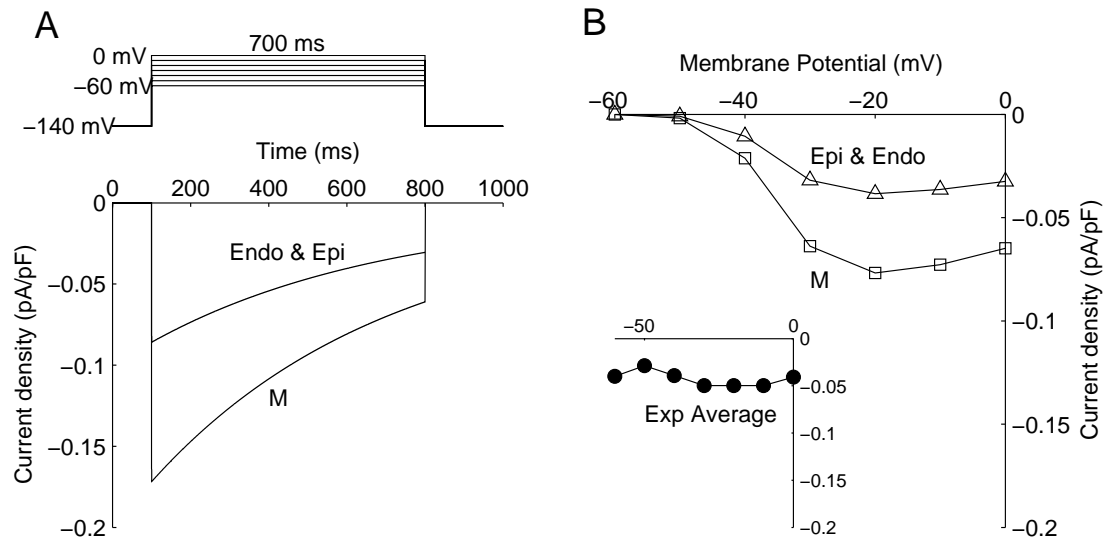 A
700 ms
0 mV
−60 mV
−140 mV
Time (ms)
0 200 400 600 800 1000
0
−0.05
−0.1
−0.15
−0.2
Current density (pA/pF)
Endo & Epi
M
B
Membrane Potential (mV)
−60 −40 −20 0
0
−0.05
−0.1
−0.15
−0.2
Current density (pA/pF)
Epi & Endo
M
−50 0
0
−0.05
−0.1
−0.15
−0.2
Exp Average